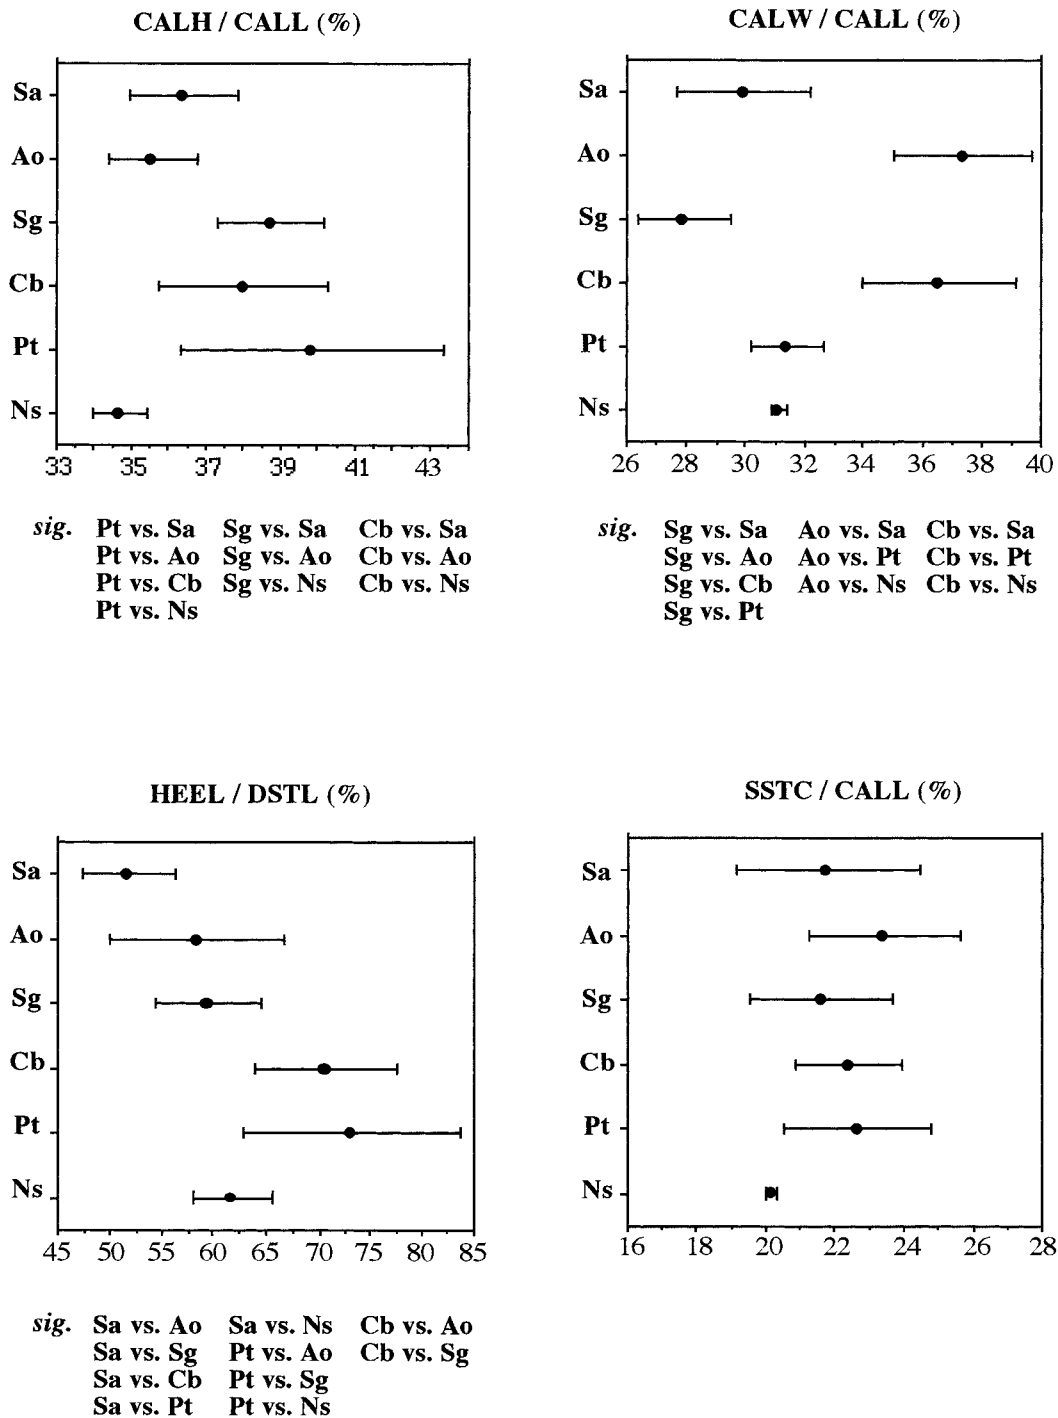 CALH / CALL (%)
Sa
Ao
Sg
Cb
Pt
Ns
33 35 37 39 41 43
sig. Pt vs. Sa Sg vs. Sa Cb vs. Sa
Pt vs. Ao Sg vs. Ao Cb vs. Ao
Pt vs. Cb Sg vs. Ns Cb vs. Ns
Pt vs. Ns
CALW / CALL (%)
Sa
Ao
Sg
Cb
Pt
Ns
26 28 30 32 34 36 38 40
sig. Sg vs. Sa Ao vs. Sa Cb vs. Sa
Sg vs. Ao Ao vs. Pt Cb vs. Pt
Sg vs. Cb Ao vs. Ns Cb vs. Ns
Sg vs. Pt
HEEL / DSTL (%)
Sa
Ao
Sg
Cb
Pt
Ns
45 50 55 60 65 70 75 80 85
sig. Sa vs. Ao Sa vs. Ns Cb vs. Ao
Sa vs. Sg Pt vs. Ao Cb vs. Sg
Sa vs. Cb Pt vs. Sg
Sa vs. Pt Pt vs. Ns
SSTC / CALL (%)
Sa
Ao
Sg
Cb
Pt
Ns
16 18 20 22 24 26 28